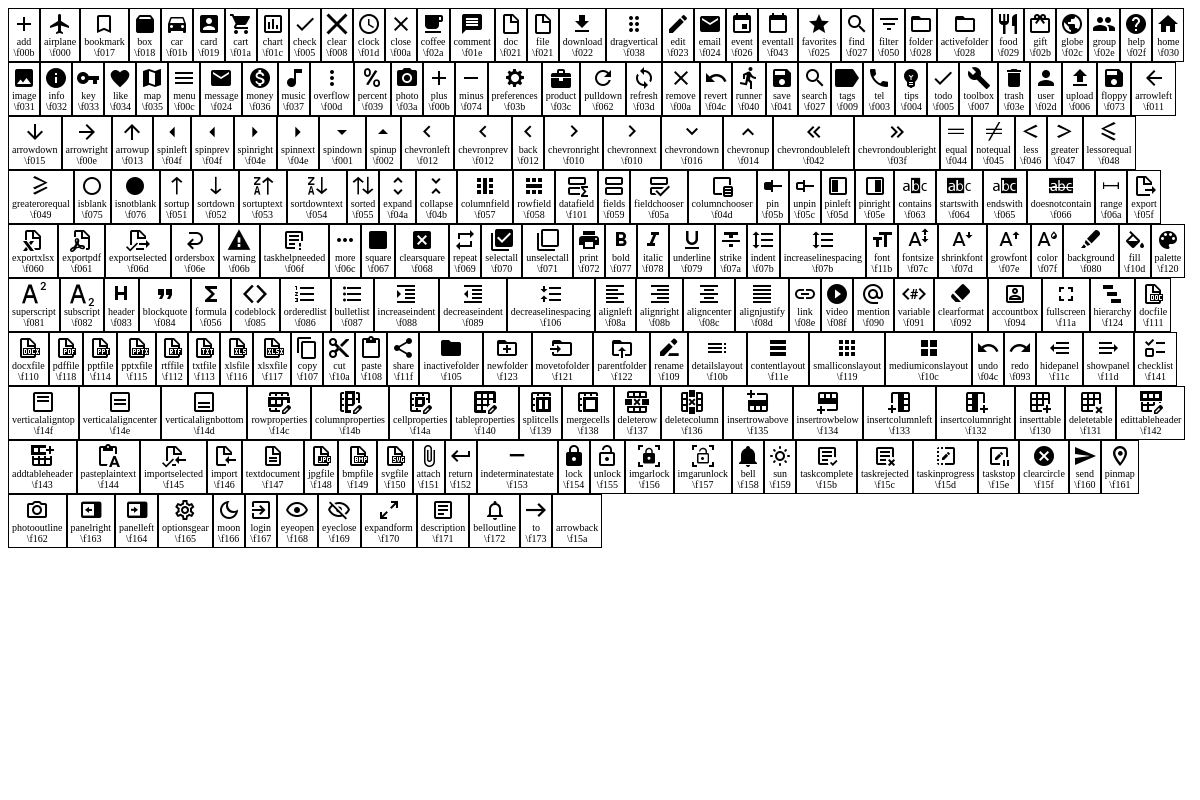 add airplane bookmark box car card cart chart check clear clock close coffee comment doc file download dragvertical edit email event eventall favorites find filter folder activefolder food gift globe group help home
\f00b \f000 \f017 \f018 \f01b \f019 \f01a \f01c \f005 \f008 \f01d \f00a \f02a \f01e \f021 \f021 \f022 \f038 \f023 \f024 \f026 \f043 \f025 \f027 \f050 \f028 \f028 \f029 \f02b \f02c \f02e \f02f \f030
image info key like map menu message money music overflow percent photo plus minus preferences product pulldown refresh remove revert runner save search tags tel tips todo toolbox trash user upload floppy arrowleft
\f031 \f032 \f033 \f034 \f035 \f00c \f024 \f036 \f037 \f00d \f039 \f03a \f00b \f074 \f03b \f03c \f062 \f03d \f00a \f04c \f040 \f041 \f027 \f009 \f003 \f004 \f005 \f007 \f03e \f02d \f006 \f073 \f011
arrowdown arrowright arrowup spinleft spinprev spinright spinnext spindown spinup chevronleft chevronprev back chevronright chevronnext chevrondown chevronup chevrondoubleleft chevrondoubleright equal notequal less greater lessorequal
\f015 \f00e \f013 \f04f \f04f \f04e \f04e \f001 \f002 \f012 \f012 \f012 \f010 \f010 \f016 \f014 \f042 \f03f \f044 \f045 \f046 \f047 \f048
greaterorequal isblank isnotblank sortup sortdown sortuptext sortdowntext sorted expand collapse columnfield rowfield datafield fields fieldchooser columnchooser pin unpin pinleft pinright contains startswith endswith doesnotcontain range export
\f049 \f075 \f076 \f051 \f052 \f053 \f054 \f055 \f04a \f04b \f057 \f058 \f101 \f059 \f05a \f04d \f05b \f05c \f05d \f05e \f063 \f064 \f065 \f066 \f06a \f05f
exportxlsx exportpdf exportselected ordersbox warning taskhelpneeded more square clearsquare repeat selectall unselectall print bold italic underline strike indent increaselinespacing font fontsize shrinkfont growfont color background fill palette
\f060 \f061 \f06d \f06e \f06b \f06f \f06c \f067 \f068 \f069 \f070 \f071 \f072 \f077 \f078 \f079 \f07a \f07b \f07b \f11b \f07c \f07d \f07e \f07f \f080 \f10d \f120
superscript subscript header blockquote formula codeblock orderedlist bulletlist increaseindent decreaseindent decreaselinespacing alignleft alignright aligncenter alignjustify link video mention variable clearformat accountbox fullscreen hierarchy docfile
\f081 \f082 \f083 \f084 \f056 \f085 \f086 \f087 \f088 \f089 \f106 \f08a \f08b \f08c \f08d \f08e \f08f \f090 \f091 \f092 \f094 \f11a \f124 \f111
docxfile pdffile pptfile pptxfile rtffile txtfile xlsfile xlsxfile copy cut paste share inactivefolder newfolder movetofolder parentfolder rename detailslayout contentlayout smalliconslayout mediumiconslayout undo redo hidepanel showpanel checklist
\f110 \f118 \f114 \f115 \f112 \f113 \f116 \f117 \f107 \f10a \f108 \f11f \f105 \f123 \f121 \f122 \f109 \f10b \f11e \f119 \f10c \f04c \f093 \f11c \f11d \f141
verticalaligntop verticalaligncenter verticalalignbottom rowproperties columnproperties cellproperties tableproperties splitcells mergecells deleterow deletecolumn insertrowabove insertrowbelow insertcolumnleft insertcolumnright inserttable deletetable edittableheader
\f14f \f14e \f14d \f14c \f14b \f14a \f140 \f139 \f138 \f137 \f136 \f135 \f134 \f133 \f132 \f130 \f131 \f142
addtableheader pasteplaintext importselected import textdocument jpgfile bmpfile svgfile attach return indeterminatestate lock unlock imgarlock imgarunlock bell sun taskcomplete taskrejected taskinprogress taskstop clearcircle send pinmap
\f143 \f144 \f145 \f146 \f147 \f148 \f149 \f150 \f151 \f152 \f153 \f154 \f155 \f156 \f157 \f158 \f159 \f15b \f15c \f15d \f15e \f15f \f160 \f161
photooutline panelright panelleft optionsgear moon login eyeopen eyeclose expandform description belloutline to arrowback
\f162 \f163 \f164 \f165 \f166 \f167 \f168 \f169 \f170 \f171 \f172 \f173 \f15a